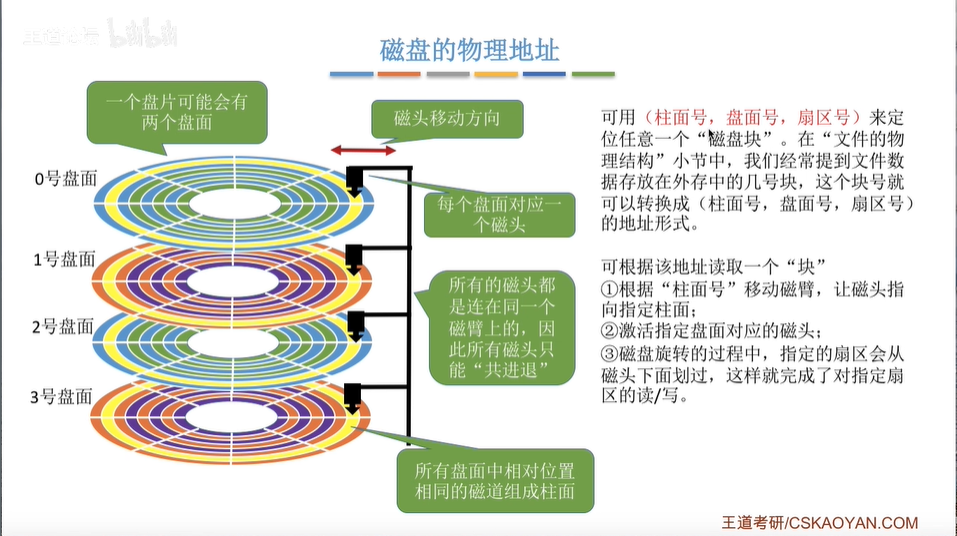 王道考研 bilibili
磁盘的物理地址
一个盘片可能会有
两个盘面
磁头移动方向
0号盘面
每个盘面对应一
个磁头
1号盘面
所有的磁头都
是连在同一个
磁臂上的，因
此所有磁头只
能“共进退”
2号盘面
3号盘面
所有盘面中相对位置
相同的磁道组成柱面
可用（柱面号，盘面号，扇区号）来定
位任意一个“磁盘块”。在“文件的物
理结构”小节中，我们经常提到文件数
据存放在外存中的几号块，这个块号就
可以转换成（柱面号，盘面号，扇区号）
的地址形式。
可根据该地址读取一个“块”
①根据“柱面号”移动磁臂，让磁头指
向指定柱面；
②激活指定盘面对应的磁头；
③磁盘旋转的过程中，指定的扇区会从
磁头下面划过，这样就完成了对指定扇
区的读/写。
王道考研/CSKAOYAN.COM